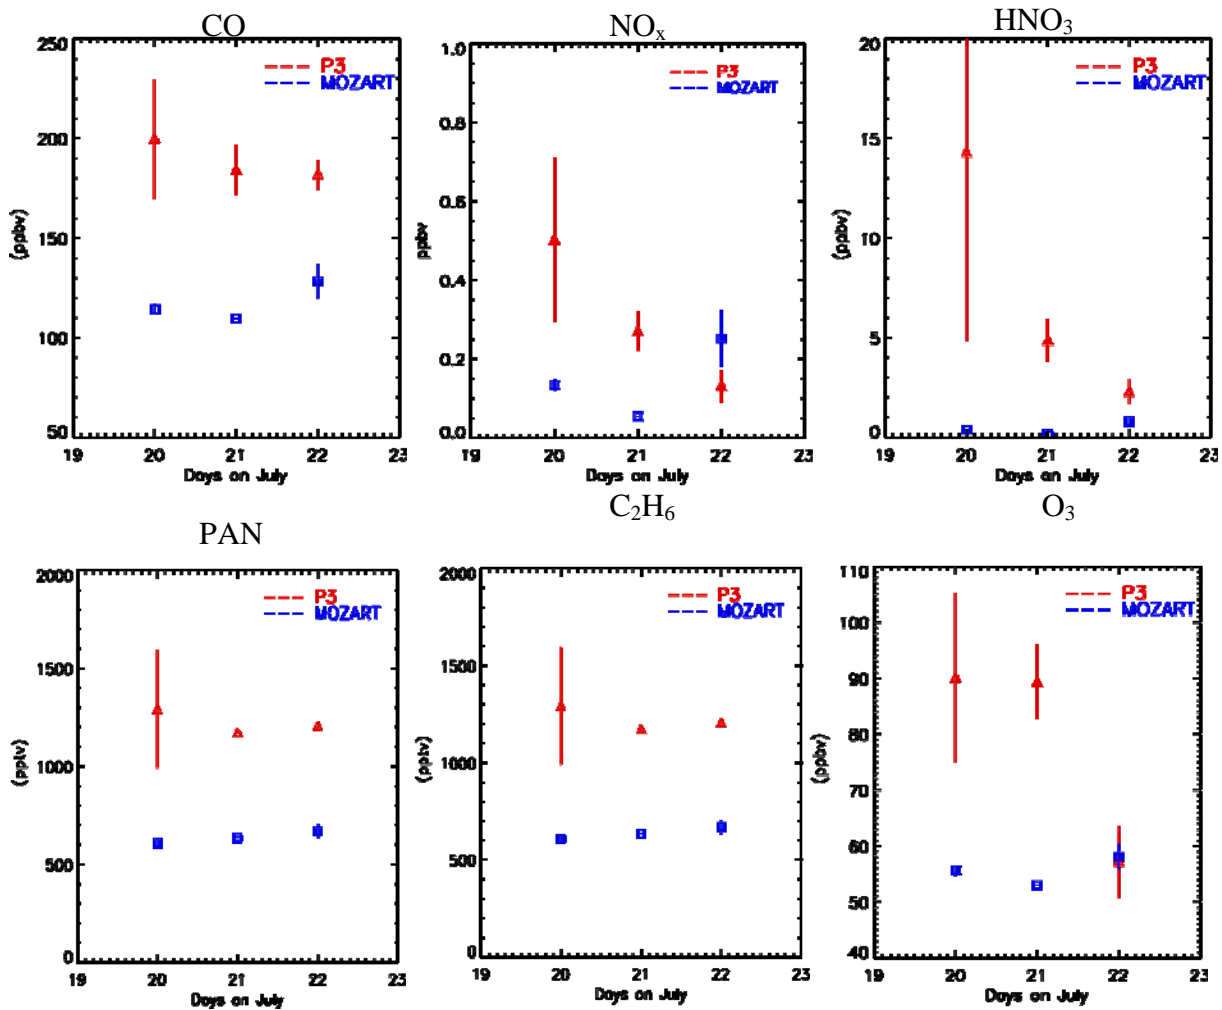 CO
NOₓ
HNO₃
250
200
150
100
50
(ppbv)
P3
MOZART
19 20 21 22 23
Days on July
1.0
0.8
0.6
0.4
0.2
0.0
ppbv
P3
MOZART
19 20 21 22 23
Days on July
20
15
10
5
0
(ppbv)
P3
MOZART
19 20 21 22 23
Days on July
PAN
C₂H₆
O₃
2000
1500
1000
500
0
(pptv)
P3
MOZART
19 20 21 22 23
Days on July
2000
1500
1000
500
0
(pptv)
P3
MOZART
19 20 21 22 23
Days on July
110
100
90
80
70
60
50
40
(ppbv)
P3
MOZART
19 20 21 22 23
Days on July